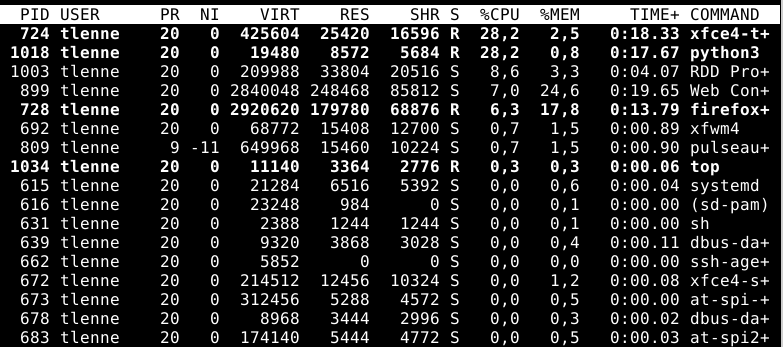 PID USER PR NI VIRT RES SHR S %CPU %MEM TIME+ COMMAND
724 tlenne 20 0 425604 25420 16596 R 28,2 2,5 0:18.33 xfce4-t+
1018 tlenne 20 0 19480 8572 5684 R 28,2 0,8 0:17.67 python3
1003 tlenne 20 0 209988 33804 20516 S 8,6 3,3 0:04.07 RDD Pro+
899 tlenne 20 0 2840048 248468 85812 S 7,0 24,6 0:19.65 Web Con+
728 tlenne 20 0 2920620 179780 68876 R 6,3 17,8 0:13.79 firefox+
692 tlenne 20 0 68772 15408 12700 S 0,7 1,5 0:00.89 xfwm4
809 tlenne 9 -11 649968 15460 10224 S 0,7 1,5 0:00.90 pulseau+
1034 tlenne 20 0 11140 3364 2776 R 0,3 0,3 0:00.06 top
615 tlenne 20 0 21284 6516 5392 S 0,0 0,6 0:00.04 systemd
616 tlenne 20 0 23248 984 0 S 0,0 0,1 0:00.00 (sd-pam)
631 tlenne 20 0 2388 1244 1244 S 0,0 0,1 0:00.00 sh
639 tlenne 20 0 9320 3868 3028 S 0,0 0,4 0:00.11 dbus-da+
662 tlenne 20 0 5852 0 0 S 0,0 0,0 0:00.00 ssh-age+
672 tlenne 20 0 214512 12456 10324 S 0,0 1,2 0:00.08 xfce4-s+
673 tlenne 20 0 312456 5288 4572 S 0,0 0,5 0:00.00 at-spi-+
678 tlenne 20 0 8968 3444 2996 S 0,0 0,3 0:00.02 dbus-da+
683 tlenne 20 0 174140 5444 4772 S 0,0 0,5 0:00.03 at-spi2+